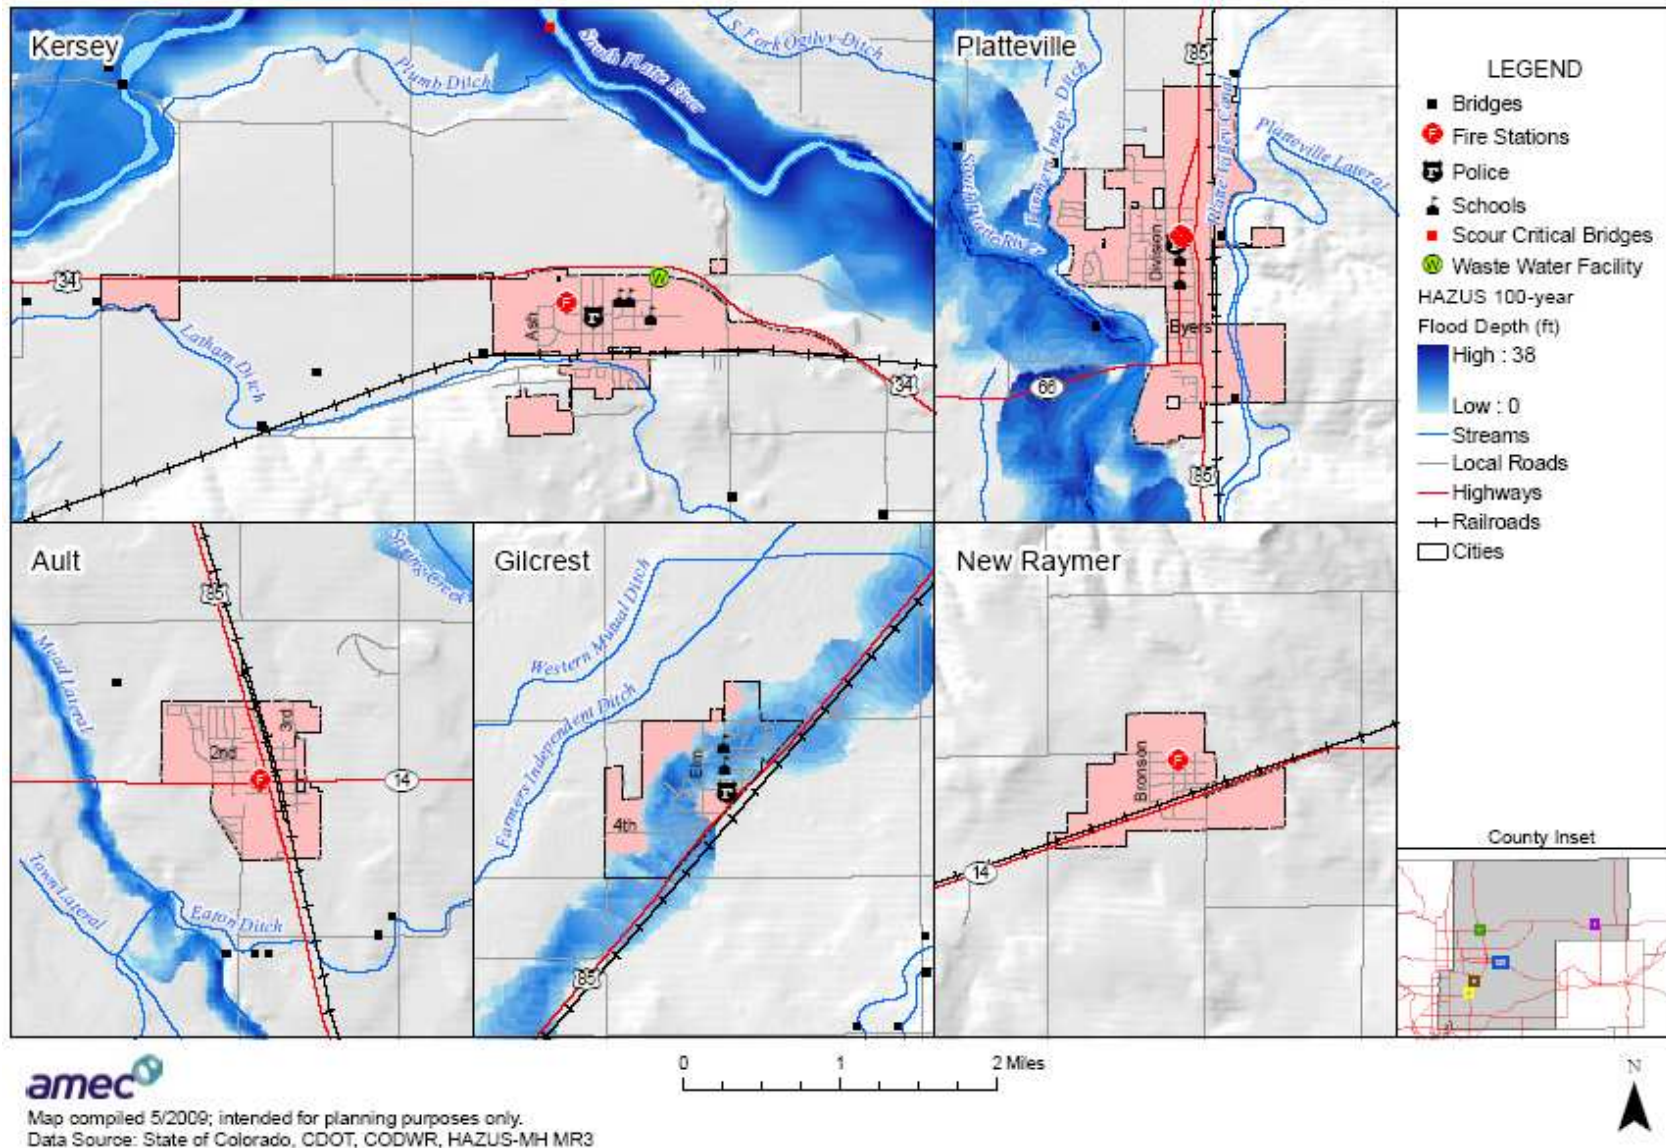 Kersey
Plumb Ditch
South Platte River
S Fork Ogilvy Ditch
34
W
F
Ash
Latham Ditch
34
Platteville
85
Farmers Indep. Ditch
South Platte River
Platte Valley Canal
Platteville Lateral
Division
Byers
66
85
Ault
85
Spring Creek
Mead Lateral
3rd
2nd
F
14
Town Lateral
Eaton Ditch
Gilcrest
Western Mutual Ditch
Farmers Independent Ditch
Elm
4th
85
New Raymer
F
Bronson
14
LEGEND
Bridges
F Fire Stations
Police
Schools
Scour Critical Bridges
W Waste Water Facility
HAZUS 100-year
Flood Depth (ft)
High : 38
Low : 0
Streams
Local Roads
Highways
Railroads
Cities
County Inset
amec
0 1 2 Miles
N
Map compiled 5/2009; intended for planning purposes only.
Data Source: State of Colorado, CDOT, CODWR, HAZUS-MH MR3